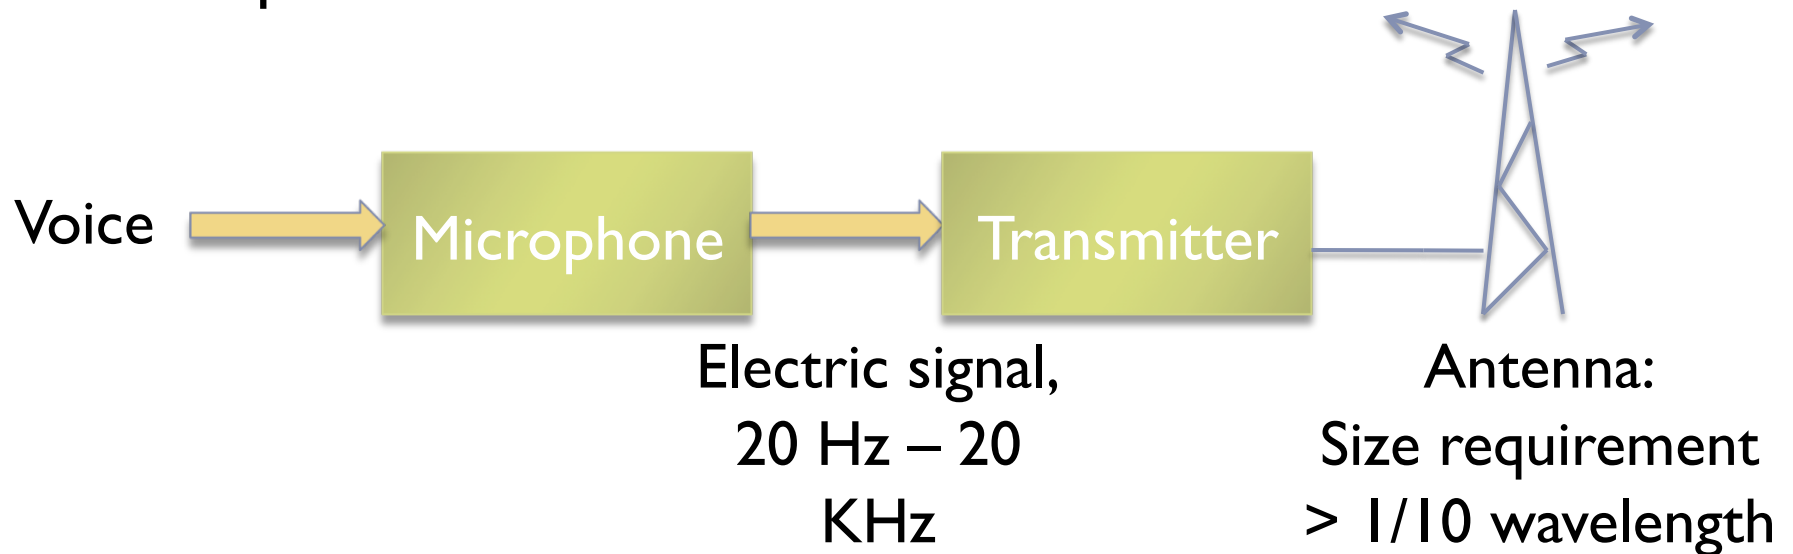 Voice
Microphone
Transmitter
Electric signal,
20 Hz – 20
KHz
Antenna:
Size requirement
> 1/10 wavelength